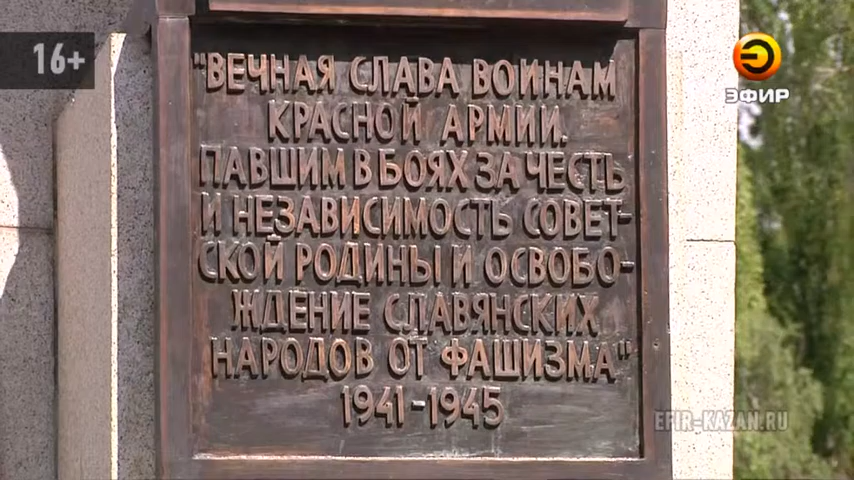 16+
ЭФИР
"ВЕЧНАЯ СЛАВА ВОИНАМ
КРАСНОЙ АРМИИ.
ПАВШИМ В БОЯХ ЗА ЧЕСТЬ
И НЕЗАВИСИМОСТЬ СОВЕТ-
СКОЙ РОДИНЫ И ОСВОБО-
ЖДЕНИЕ СЛАВЯНСКИХ
НАРОДОВ ОТ ФАШИЗМА"
1941-1945
EFIR-KAZAN.RU